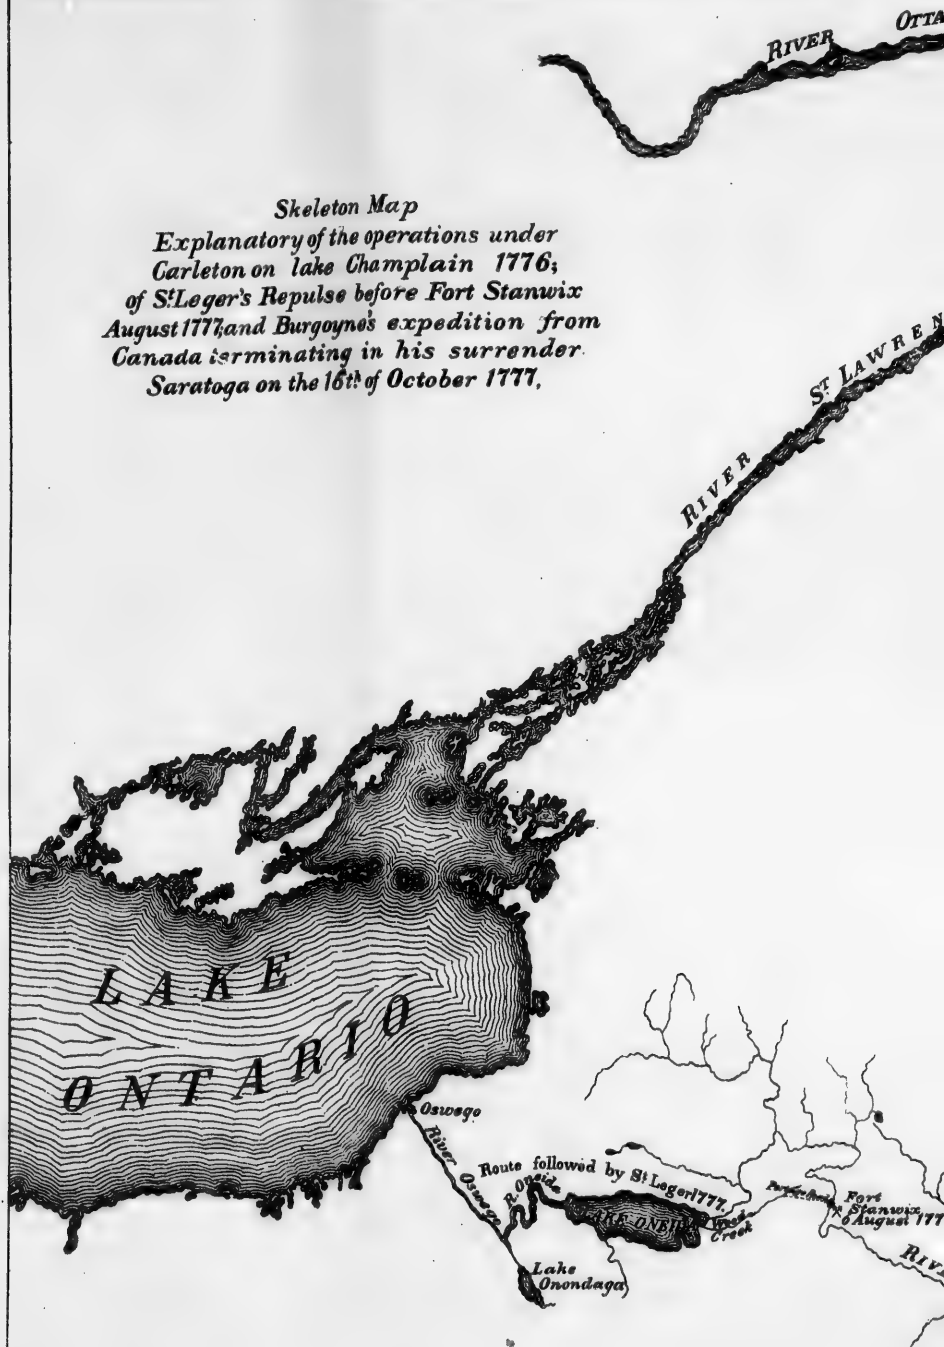 RIVER OTTA
Skeleton Map
Explanatory of the operations under
Carleton on lake Champlain 1776;
of St. Leger's Repulse before Fort Stanwix
August 1777; and Burgoyne's expedition from
Canada terminating in his surrender.
Saratoga on the 16th. of October 1777.
RIVER ST. LAWREN
LAKE
ONTARIO
Oswego
River Oswego
Route followed by St. Leger 1777.
R. Oneida
LAKE ONEIDA
Wood
Creek
Fort
Stanwix
6 August 177
RIVE
Lake
Onondaga